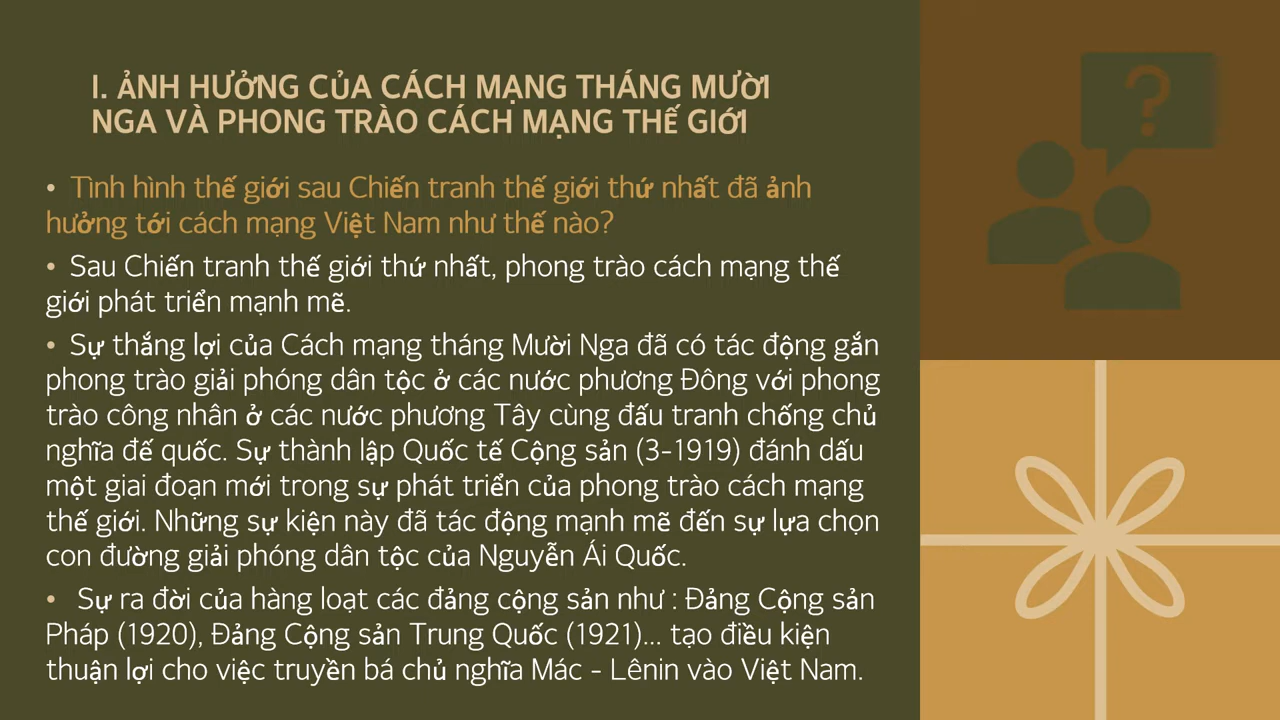 I. ẢNH HƯỞNG CỦA CÁCH MẠNG THÁNG MƯỜI
NGA VÀ PHONG TRÀO CÁCH MẠNG THẾ GIỚI
?
• Tình hình thế giới sau Chiến tranh thế giới thứ nhất đã ảnh
hưởng tới cách mạng Việt Nam như thế nào?
• Sau Chiến tranh thế giới thứ nhất, phong trào cách mạng thế
giới phát triển mạnh mẽ.
• Sự thắng lợi của Cách mạng tháng Mười Nga đã có tác động gắn
phong trào giải phóng dân tộc ở các nước phương Đông với phong
trào công nhân ở các nước phương Tây cùng đấu tranh chống chủ
nghĩa đế quốc. Sự thành lập Quốc tế Cộng sản (3-1919) đánh dấu
một giai đoạn mới trong sự phát triển của phong trào cách mạng
thế giới. Những sự kiện này đã tác động mạnh mẽ đến sự lựa chọn
con đường giải phóng dân tộc của Nguyễn Ái Quốc.
• Sự ra đời của hàng loạt các đảng cộng sản như : Đảng Cộng sản
Pháp (1920), Đảng Cộng sản Trung Quốc (1921)... tạo điều kiện
thuận lợi cho việc truyền bá chủ nghĩa Mác - Lênin vào Việt Nam.